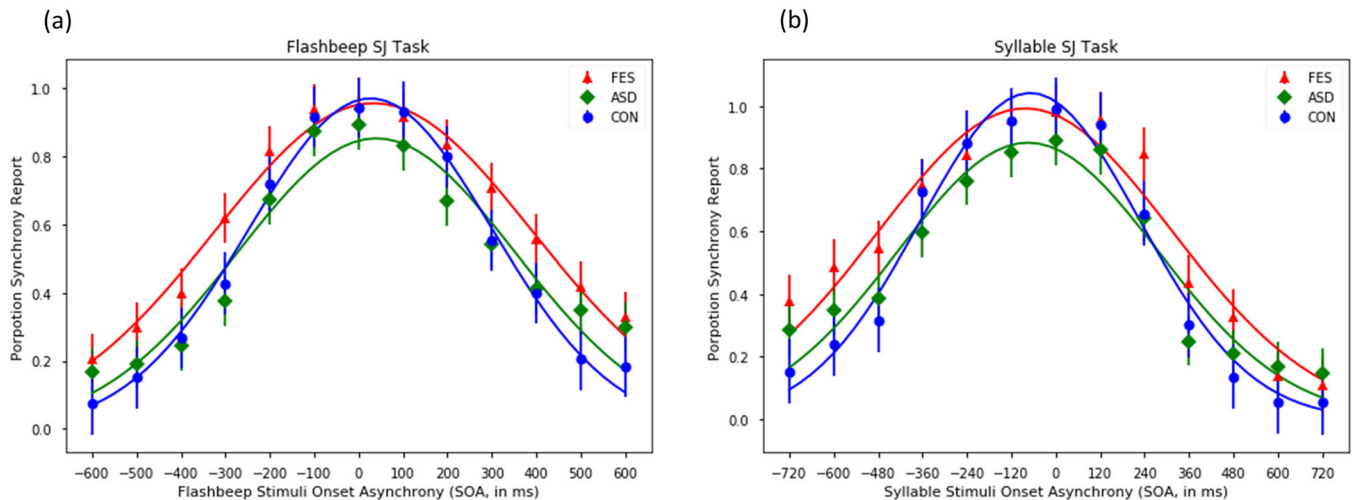 (a)
Flashbeep SJ Task
FES
ASD
CON
Porpotion Synchrony Report
1.0
0.8
0.6
0.4
0.2
0.0
−600 −500 −400 −300 −200 −100 0 100 200 300 400 500 600
Flashbeep Stimuli Onset Asynchrony (SOA, in ms)
(b)
Syllable SJ Task
FES
ASD
CON
Porpotion Synchrony Report
1.0
0.8
0.6
0.4
0.2
0.0
−720 −600 −480 −360 −240 −120 0 120 240 360 480 600 720
Syllable Stimuli Onset Asynchrony (SOA, in ms)